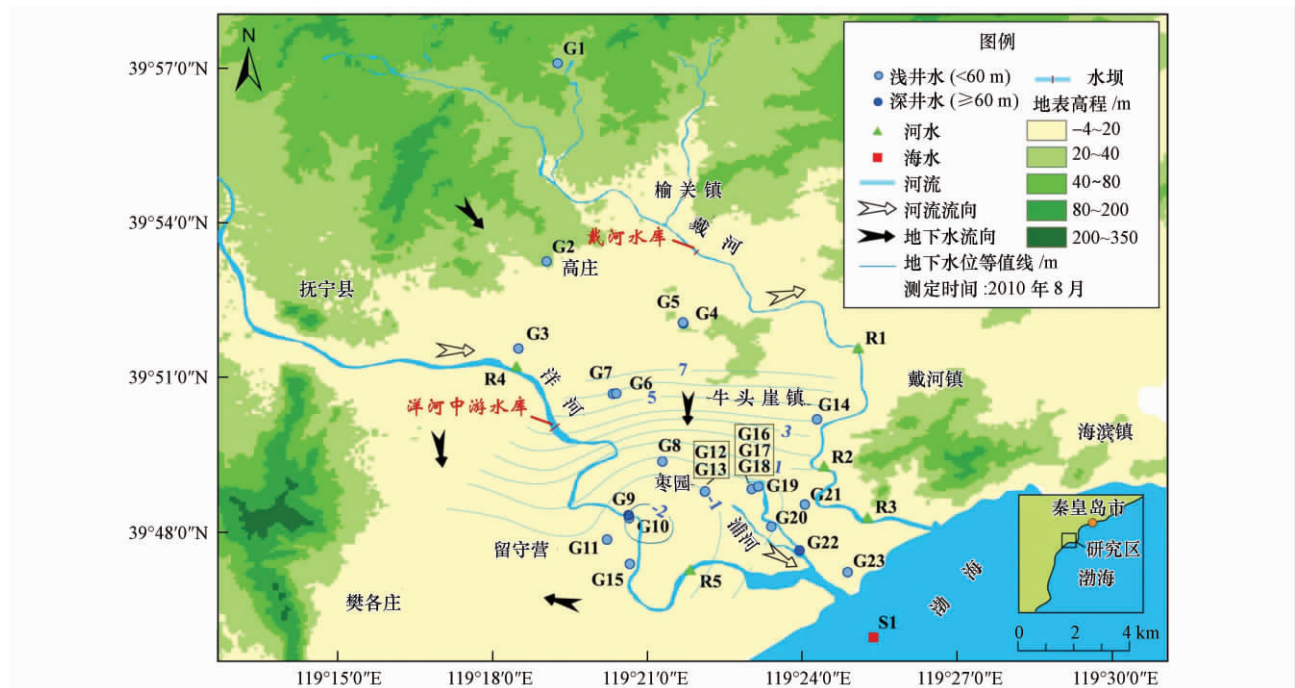 N
39°57′0″N
39°54′0″N
39°51′0″N
39°48′0″N
119°15′0″E
119°18′0″E
119°21′0″E
119°24′0″E
119°27′0″E
119°30′0″E
图例
浅井水 (<60 m)
深井水 (≥60 m)
河水
海水
河流
河流流向
地下水流向
地下水位等值线 /m
测定时间 :2010 年 8 月
水坝
地表高程 /m
−4~20
20~40
40~80
80~200
200~350
G1
榆关镇
戴河
戴河水库
G2
高庄
抚宁县
G5
G4
G3
R4
R1
洋河
洋河中游水库
G7
G6
7
5
牛头崖镇
G14
戴河镇
海滨镇
3
G16
G17
G18
G12
G13
1
G8
枣园
R2
G19
G21
R3
G9
-2
-1
G10
G20
浦河
G11
留守营
G22
G15
R5
G23
樊各庄
渤海
S1
秦皇岛市
研究区
渤海
0 2 4 km